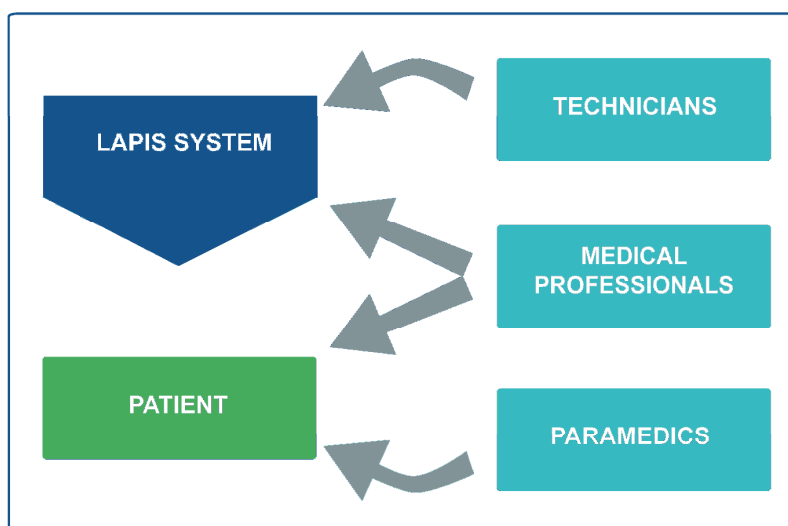 LAPIS SYSTEM
TECHNICIANS
MEDICAL
PROFESSIONALS
PATIENT
PARAMEDICS